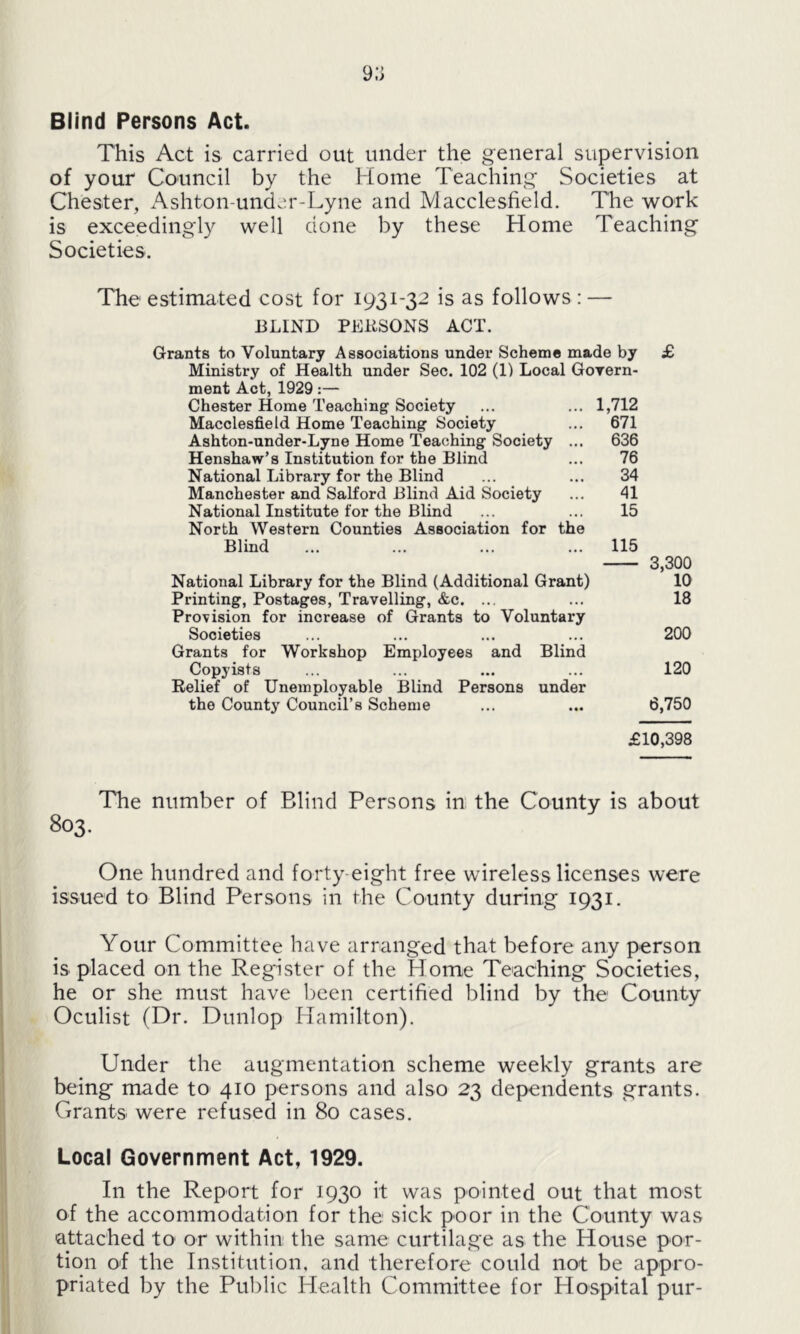 93
Blind Persons Act.
This Act is carried out under the general supervision
of your Council by the Home Teaching Societies at
Chester, Ashton-under-Lyne and Macclesfield. The work
is exceedingly well done by these Home Teaching
Societies.
The estimated cost for 1931-32 is as follows : —
BLIND PERSONS ACT.
Grants to Voluntary Associations under Scheme made by £
Ministry of Health under Sec. 102 (1) Local Govern-
ment Act, 1929 :—
Chester Home Teaching Society ... ... 1,712
Macclesfield Home Teaching Society ... 671
Ashton-under-Lyne Home Teaching Society ... 636
Henshaw's Institution for the Blind ... 76
National Library for the Blind ... ... 34
Manchester and Salford Blind Aid Society ... 41
National Institute for the Blind ... ... 15
North Western Counties Association for the
Blind ... ... ... ... 115
—— 3,300
National Library for the Blind (Additional Grant) 10
Printing, Postages, Travelling, &c. ... ... 18
Provision for increase of Grants to Voluntary
Societies ... ... ... ... 200
Grants for Workshop Employees and Blind
Copyists ... ... ... ... 120
Relief of Unemployable Blind Persons under
the County Council's Scheme ... ... 6,750
£10,398
The number of Blind Persons in the County is about
803.
One hundred and forty-eight free wireless licenses were
issued to Blind Persons in the County during 1931.
Your Committee have arranged that before any person
is placed on the Register of the Home Teaching Societies,
he or she must have been certified blind by the County
Oculist (Dr. Dunlop Hamilton).
Under the augmentation scheme weekly grants are
being made to 410 persons and also 23 dependents grants.
Grants were refused in 80 cases.
Local Government Act, 1929.
In the Report for 1930 it was pointed out that most
of the accommodation for the sick poor in the County was
attached to or within the same curtilage as the House por-
tion of the Institution, and therefore could not be appro-
priated by the Public Health Committee for Hospital pur-